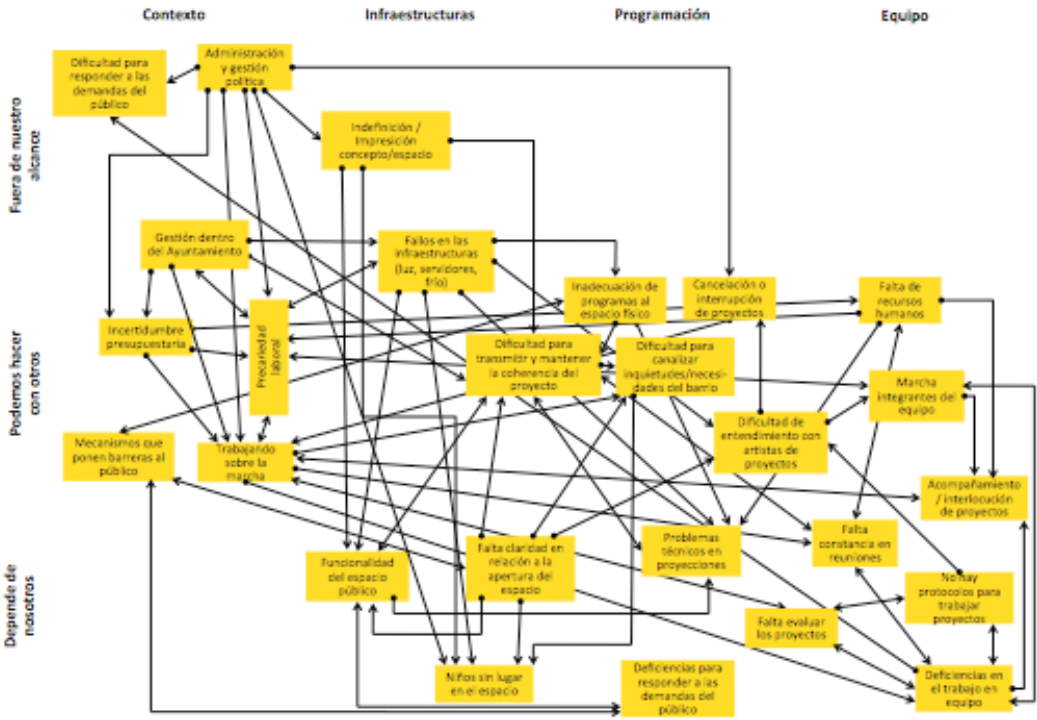 Contexto
Infraestructuras
Programación
Equipo
Fuera de nuestro
alcance
Dificultad para
responder a las
demandas del
público
Administración
y gestión
política
Indefinición /
Impresición
concepto/espacio
Podemos hacer
con otros
Gestión dentro
del Ayuntamiento
Fallos en las
infraestructuras
(luz, servidores,
frío)
Inadecuación de
programas al
espacio físico
Cancelación o
interrupción
de proyectos
Falta de
recursos
humanos
Incertidumbre
presupuestaria
Precariedad
laboral
Dificultad para
transmitir y mantener
la coherencia del
proyecto
Dificultad para
canalizar
inquietudes/necesi-
dades del barrio
Marcha
integrantes del
equipo
Mecanismos que
ponen barreras al
público
Trabajando
sobre la
marcha
Dificultad de
entendimiento con
artistas de
proyectos
Acompañamiento
/ interlocución
de proyectos
Depende de
nosotros
Funcionalidad
del espacio
público
Falta claridad en
relación a la
apertura del
espacio
Problemas
técnicos en
proyecciones
Falta
constancia en
reuniones
No hay
protocolos para
trabajar
proyectos
Falta evaluar
los proyectos
Niños sin lugar
en el espacio
Deficiencias para
responder a las
demandas del
público
Deficiencias en
el trabajo en
equipo